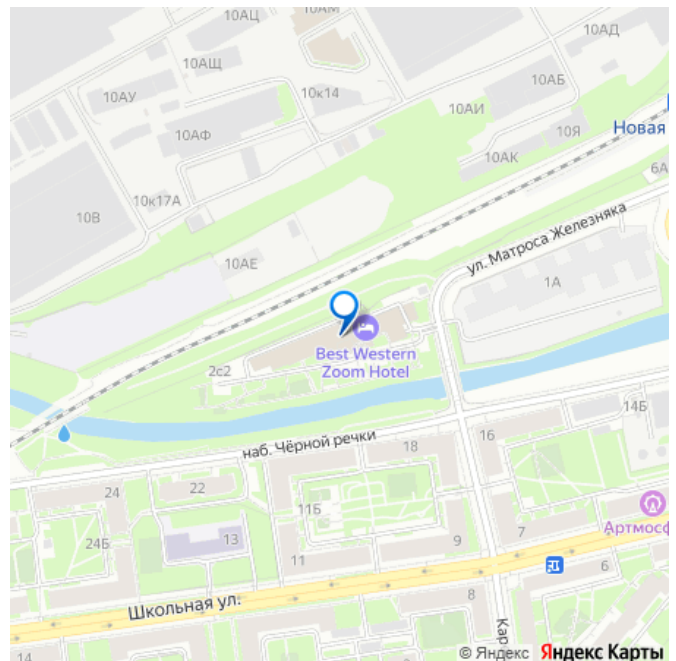 10АЦ
10АМ
10АД
10АЩ
10АБ
10АУ
10к14
10АИ
10Я
Новая
10АФ
10АК
6А
10к17А
10В
ул. Матроса Железняка
10АЕ
1А
Best Western
Zoom Hotel
2с2
14Б
наб. Чёрной речки
18
16
24
22
11Б
Артмосф
24Б
13
9
7
11
6
Школьная ул.
8
14
Кар
© Яндекс Яндекс Карты